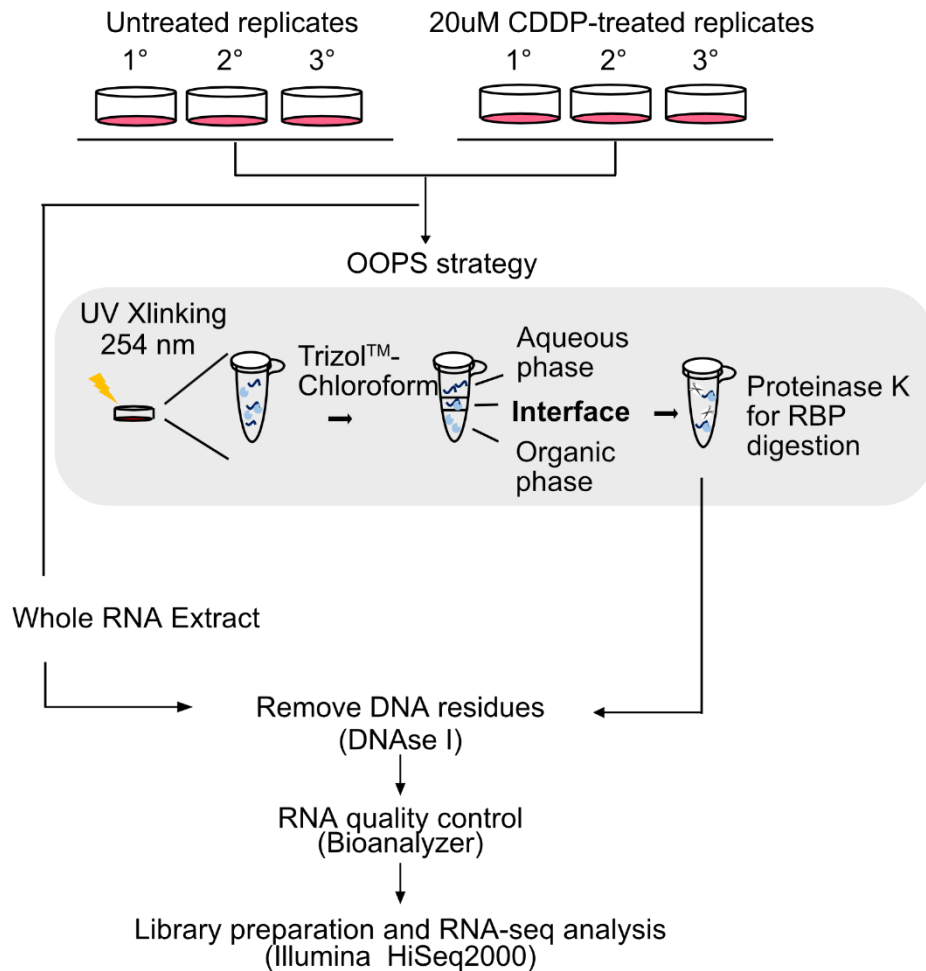 Untreated replicates
20uM CDDP-treated replicates
1° 2° 3°
1° 2° 3°
OOPS strategy
UV Xlinking
254 nm
Trizol™-
Chloroform
Aqueous
phase
Interface
Organic
phase
Proteinase K
for RBP
digestion
Whole RNA Extract
Remove DNA residues
(DNAse I)
RNA quality control
(Bioanalyzer)
Library preparation and RNA-seq analysis
(Illumina HiSeq2000)